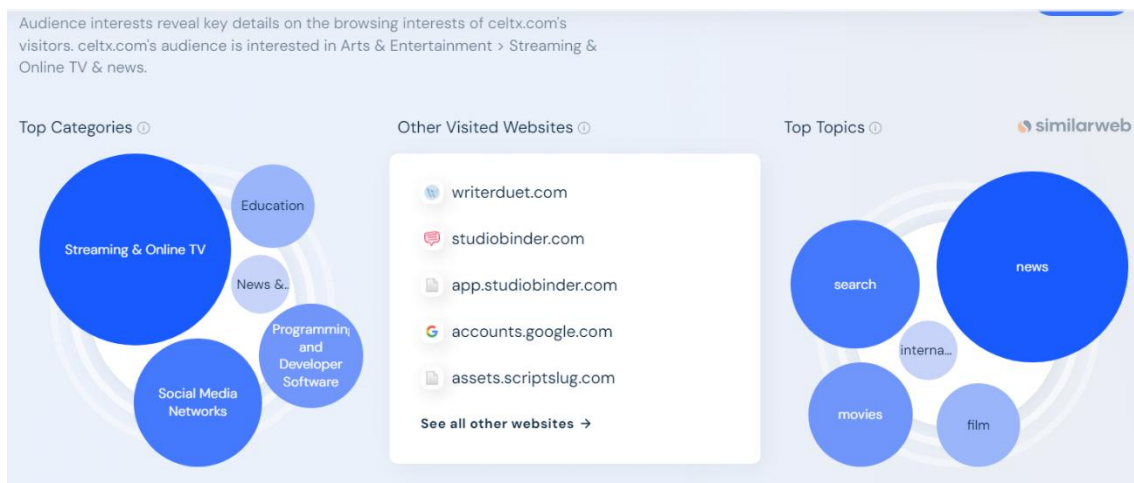 Audience interests reveal key details on the browsing interests of celtx.com's
visitors. celtx.com's audience is interested in Arts & Entertainment > Streaming &
Online TV & news.
Top Categories
Streaming & Online TV
Education
News &..
Programming
and
Developer
Software
Social Media
Networks
Other Visited Websites
writerduet.com
studiobinder.com
app.studiobinder.com
accounts.google.com
assets.scriptslug.com
See all other websites →
Top Topics
similarweb
news
search
interna...
movies
film